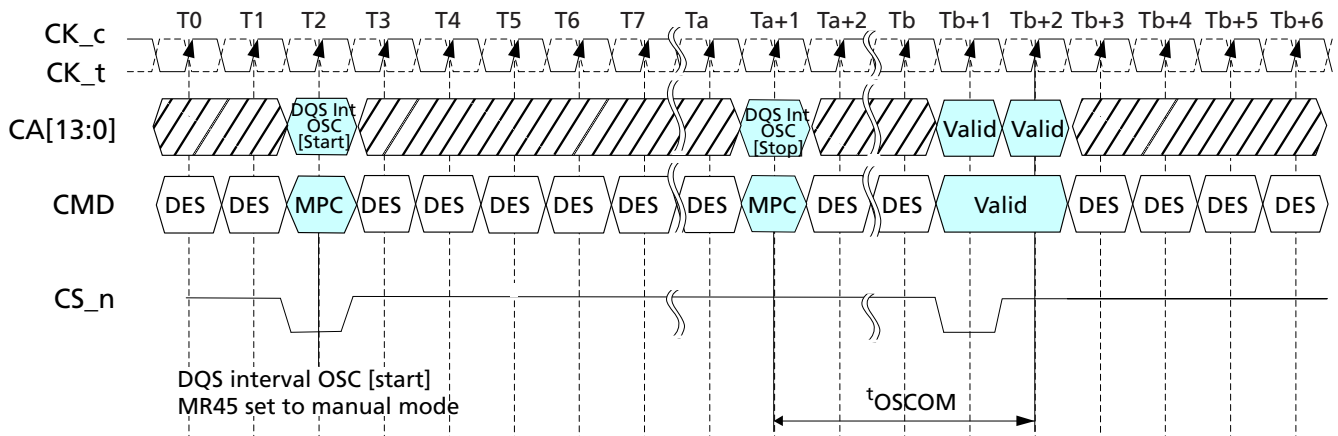 T0 T1 T2 T3 T4 T5 T6 T7 Ta Ta+1 Ta+2 Tb Tb+1 Tb+2 Tb+3 Tb+4 Tb+5 Tb+6
CK_c
CK_t
CA[13:0]
DQS Int
OSC
[Start]
DQS Int
OSC
[Stop]
Valid Valid
CMD DES DES MPC DES DES DES DES DES DES MPC DES DES Valid DES DES DES DES
CS_n
DQS interval OSC [start]
MR45 set to manual mode
tOSCOM